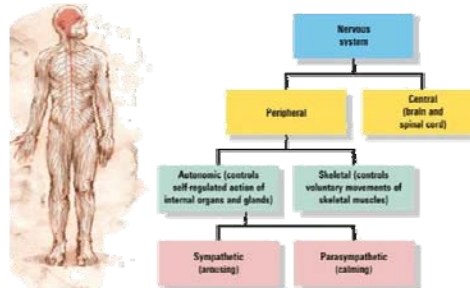 Nervous
system
Peripheral
Central
(brain and
spinal cord)
Autonomic (controls
self-regulated action of
internal organs and glands)
Skeletal (controls
voluntary movements of
skeletal muscles)
Sympathetic
(arousing)
Parasympathetic
(calming)